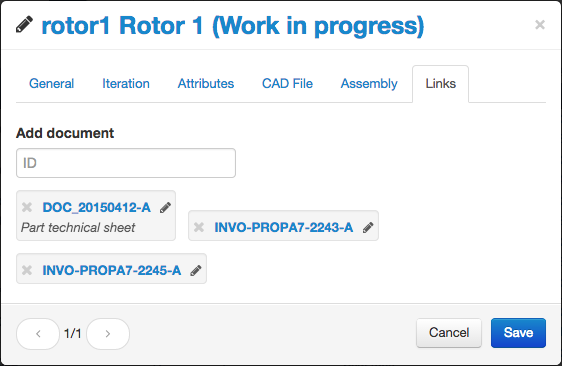 rotor1 Rotor 1 (Work in progress)
×
General Iteration Attributes CAD File Assembly Links
Add document
ID
DOC_20150412-A
Part technical sheet
INVO-PROPA7-2243-A
INVO-PROPA7-2245-A
‹ 1/1 ›
Cancel Save